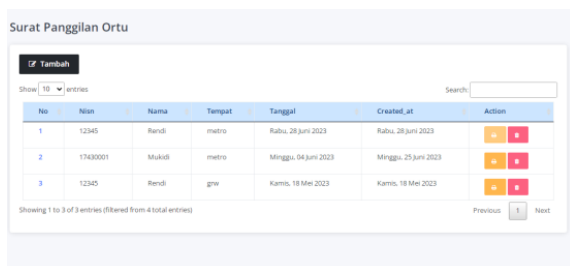 Surat Panggilan Ortu
Tambah
Show 10 entries
Search:
No Nisn Nama Tempat Tanggal Created_at Action
1 12345 Rendi metro Rabu, 28 Juni 2023 Rabu, 28 Juni 2023
2 17430001 Mukidi metro Minggu, 04 Juni 2023 Minggu, 25 Juni 2023
3 12345 Rendi grw Kamis, 18 Mei 2023 Kamis, 18 Mei 2023
Showing 1 to 3 of 3 entries (filtered from 4 total entries)
Previous 1 Next